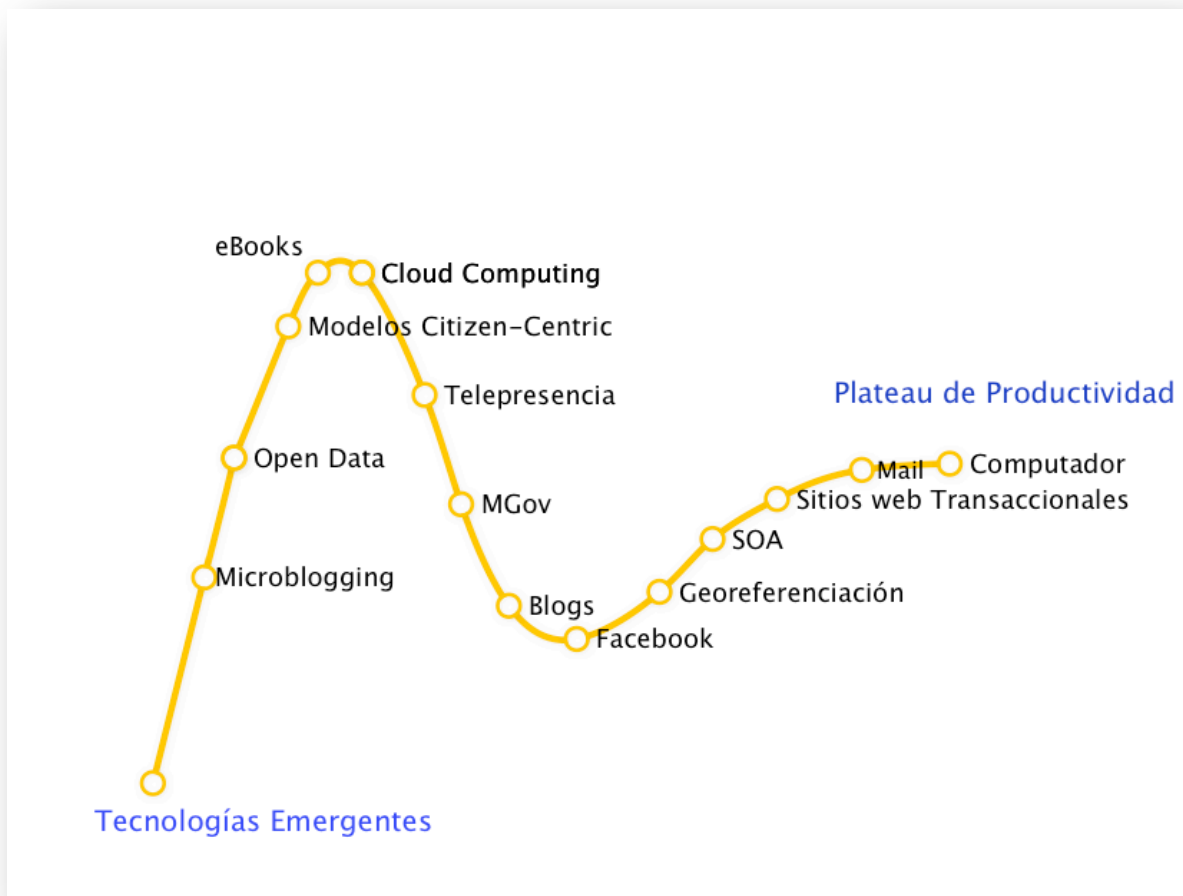 eBooks
Cloud Computing
Modelos Citizen-Centric
Telepresencia
Plateau de Productividad
Open Data
Mail
Computador
Sitios web Transaccionales
MGov
SOA
Microblogging
Georeferenciación
Blogs
Facebook
Tecnologías Emergentes